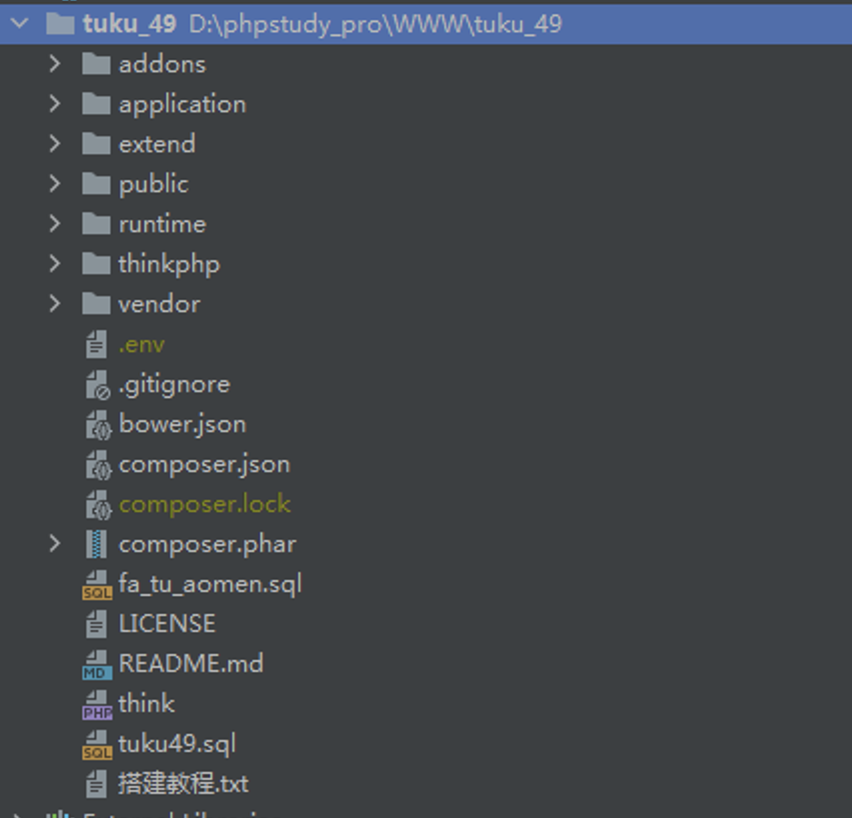 tuku_49 D:\phpstudy_pro\WWW\tuku_49
addons
application
extend
public
runtime
thinkphp
vendor
.env
.gitignore
bower.json
composer.json
composer.lock
composer.phar
SQL fa_tu_aomen.sql
LICENSE
MD README.md
PHP think
SQL tuku49.sql
搭建教程.txt